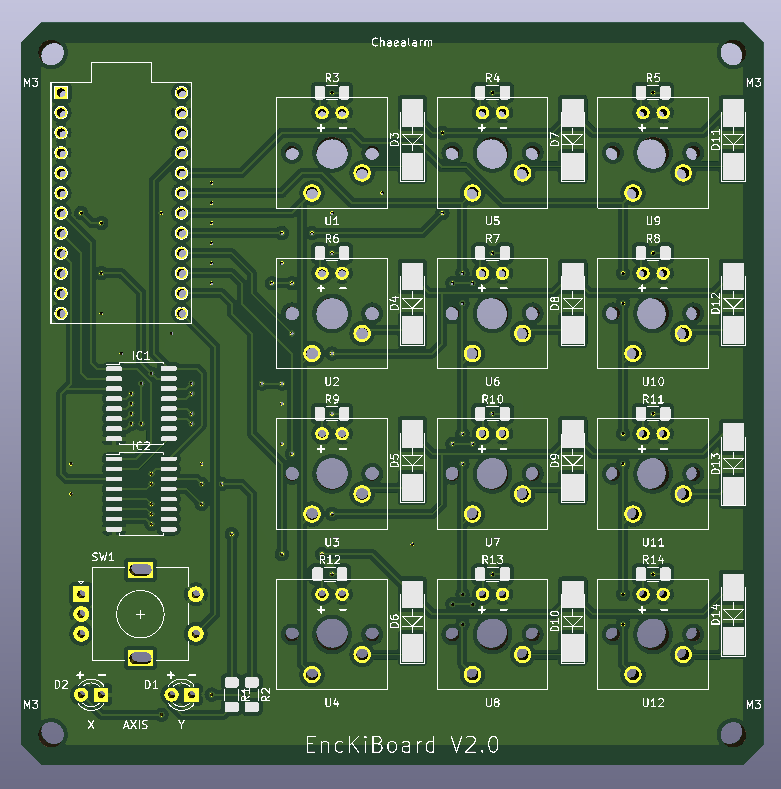 Chaealarm
R3 R4 R5
M3 M3
+ − + − + −
D3 D7 D11
U1 U5 U9
R6 R7 R8
+ − + − + −
D4 D8 D12
IC1
U2 U6 U10
R9 R10 R11
+ − + − + −
IC2
D5 D9 D13
U3 U7 U11
SW1
R12 R13 R14
+ − + − + −
D6 D10 D14
+ − + −
D2 D1 R1 R2
M3 U4 U8 U12 M3
X AXIS Y
EncKiBoard V2.0